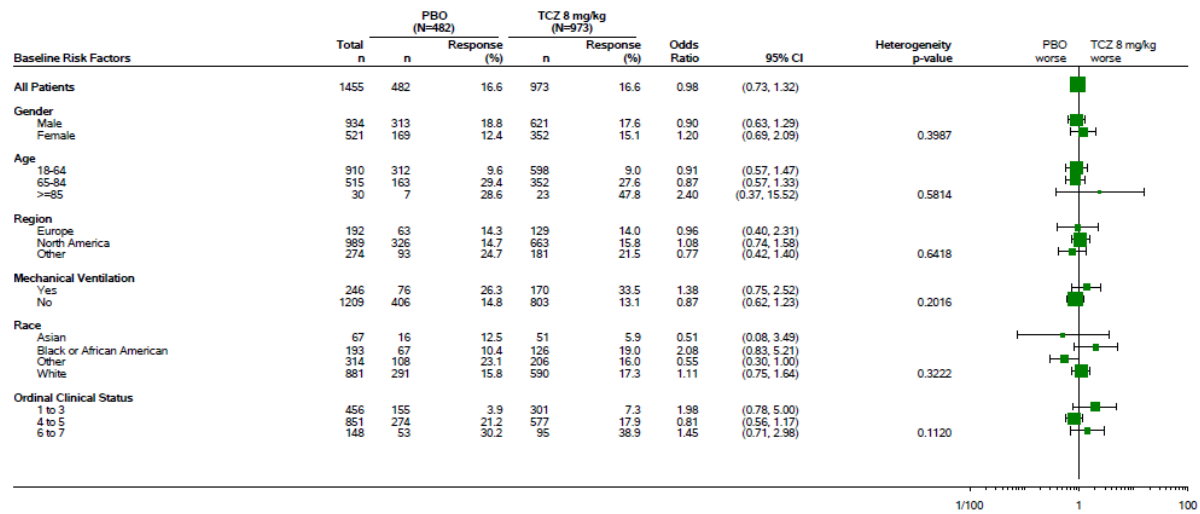 PBO TCZ 8 mg/kg
(N=482) (N=973)
Total Response Response Odds Heterogeneity PBO TCZ 8 mg/kg
Baseline Risk Factors n n (%) n (%) Ratio 95% CI p-value worse worse
All Patients 1455 482 16.6 973 16.6 0.98 (0.73, 1.32)
Gender
Male 934 313 18.8 621 17.6 0.90 (0.63, 1.29)
Female 521 169 12.4 352 15.1 1.20 (0.69, 2.09) 0.3987
Age
18-64 910 312 9.6 598 9.0 0.91 (0.57, 1.47)
65-84 515 163 29.4 352 27.6 0.87 (0.57, 1.33)
>=85 30 7 28.6 23 47.8 2.40 (0.37, 15.52) 0.5814
Region
Europe 192 63 14.3 129 14.0 0.96 (0.40, 2.31)
North America 989 326 14.7 663 15.8 1.08 (0.74, 1.58)
Other 274 93 24.7 181 21.5 0.77 (0.42, 1.40) 0.6418
Mechanical Ventilation
Yes 246 76 26.3 170 33.5 1.38 (0.75, 2.52)
No 1209 406 14.8 803 13.1 0.87 (0.62, 1.23) 0.2016
Race
Asian 67 16 12.5 51 5.9 0.51 (0.08, 3.49)
Black or African American 193 67 10.4 126 19.0 2.08 (0.83, 5.21)
Other 314 108 23.1 206 16.0 0.55 (0.30, 1.00)
White 881 291 15.8 590 17.3 1.11 (0.75, 1.64) 0.3222
Ordinal Clinical Status
1 to 3 456 155 3.9 301 7.3 1.98 (0.78, 5.00)
4 to 5 851 274 21.2 577 17.9 0.81 (0.56, 1.17)
6 to 7 148 53 30.2 95 38.9 1.45 (0.71, 2.98) 0.1120
1/100 1 100